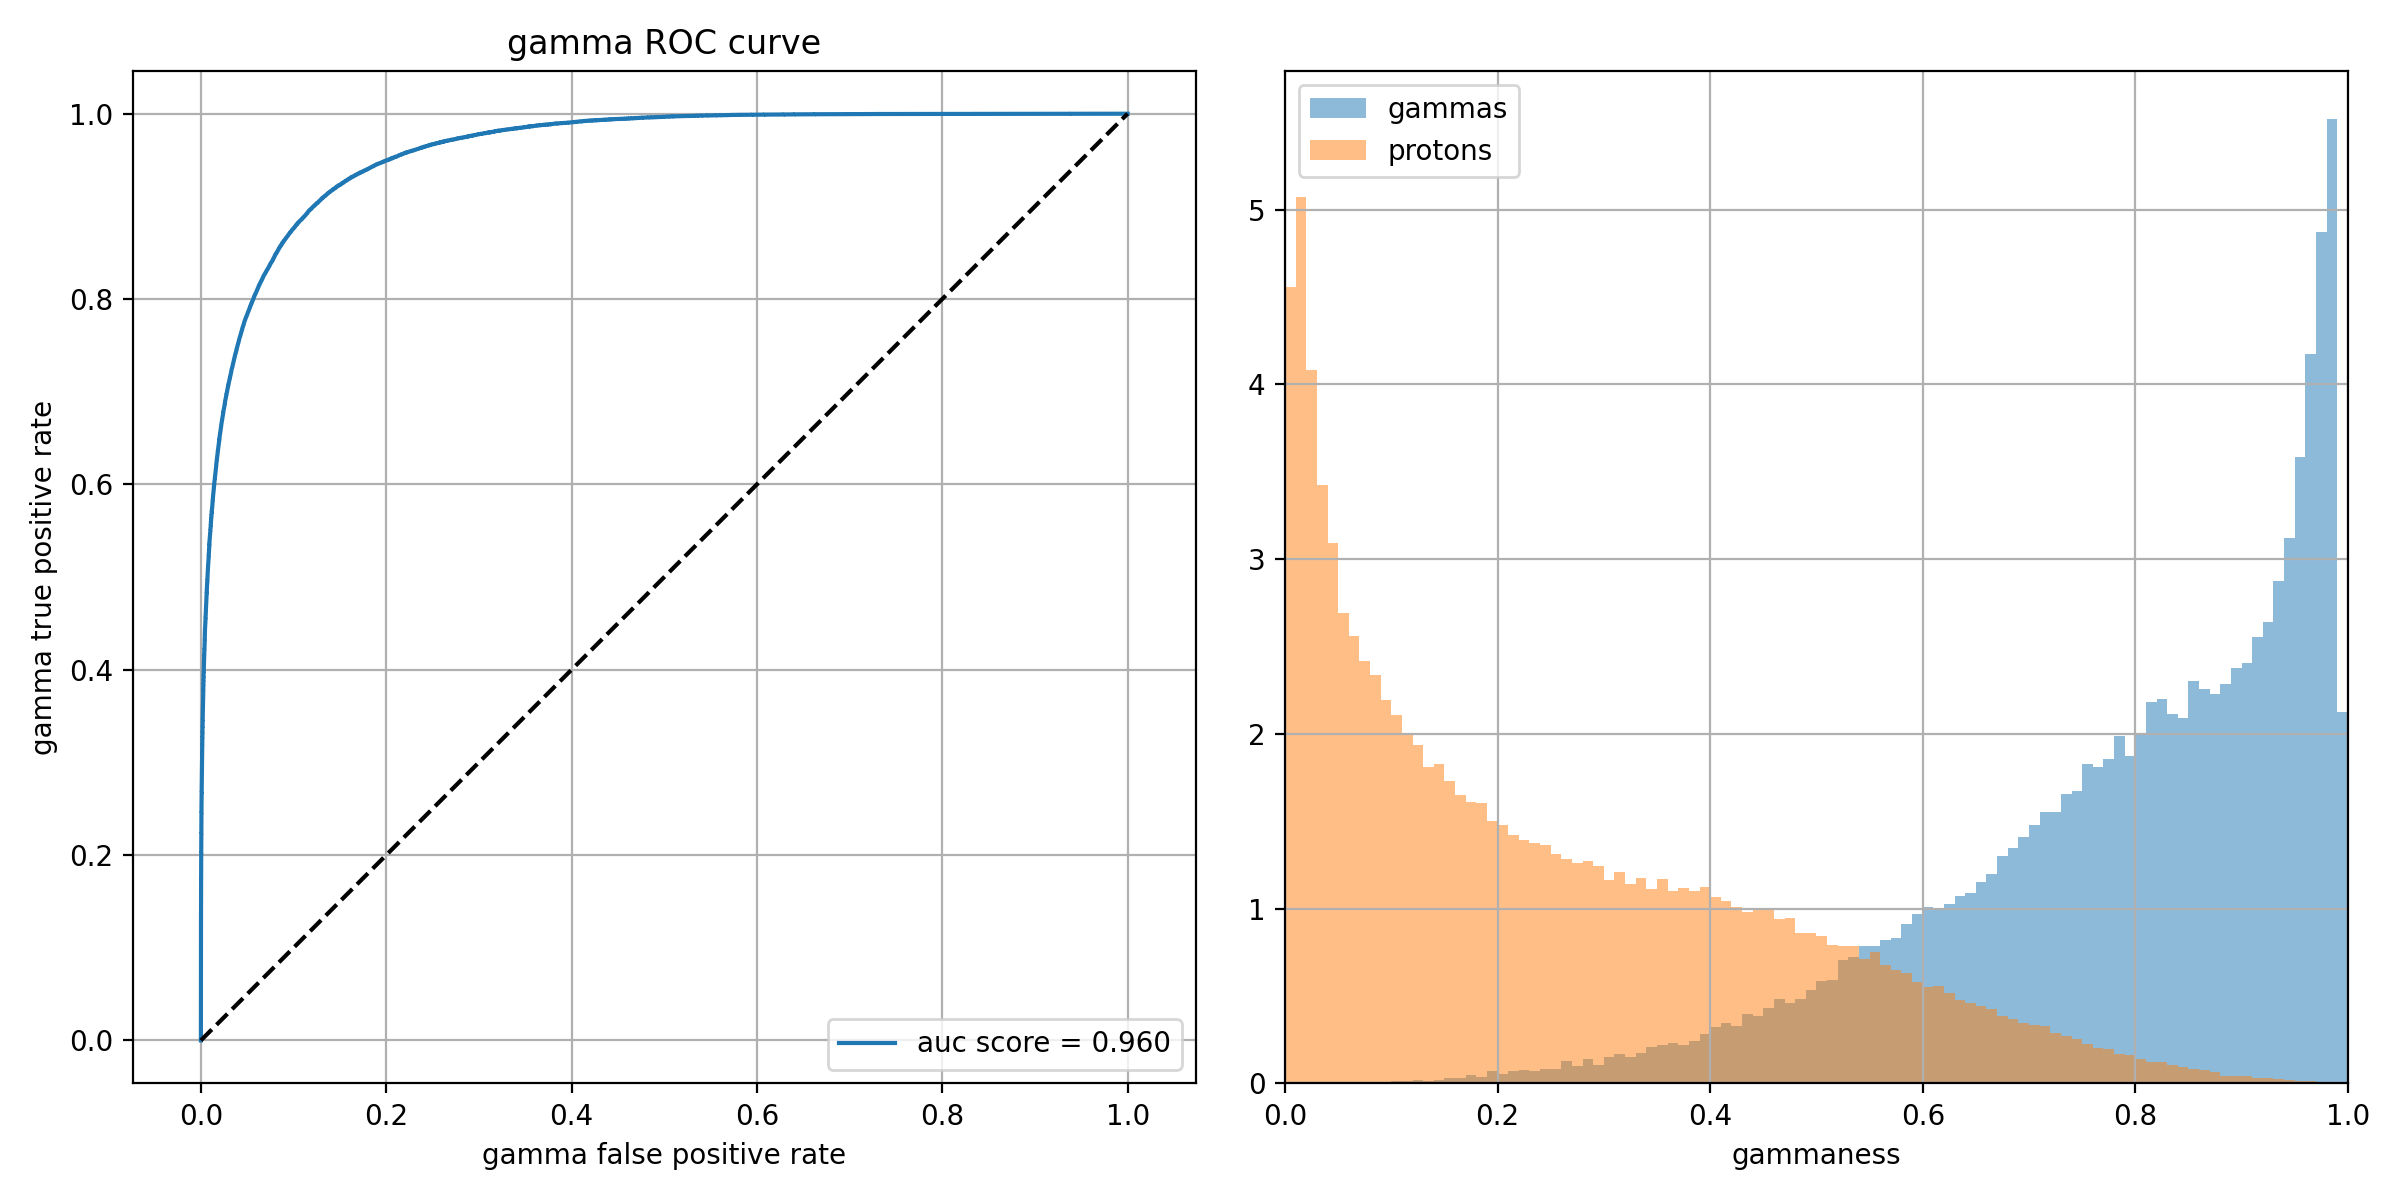 gamma ROC curve
gamma true positive rate
1.0
0.8
0.6
0.4
0.2
0.0
auc score = 0.960
0.0 0.2 0.4 0.6 0.8 1.0
gamma false positive rate
gammas
protons
5
4
3
2
1
0
0.0 0.2 0.4 0.6 0.8 1.0
gammaness